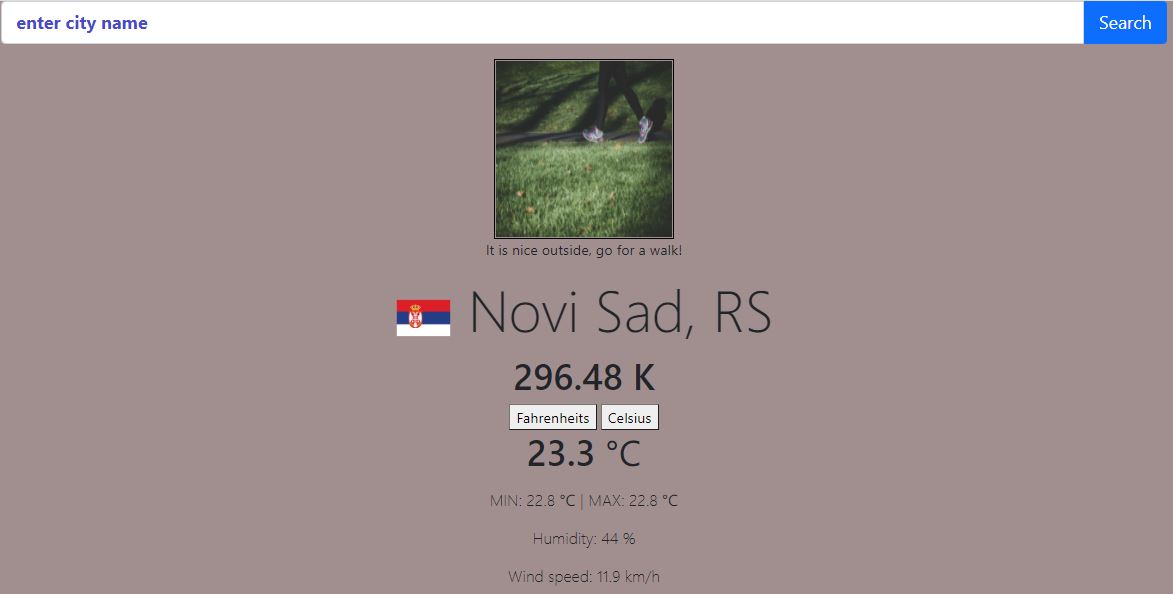 enter city name
Search
It is nice outside, go for a walk!
Novi Sad, RS
296.48 K
Fahrenheits Celsius
23.3 °C
MIN: 22.8 °C | MAX: 22.8 °C
Humidity: 44 %
Wind speed: 11.9 km/h